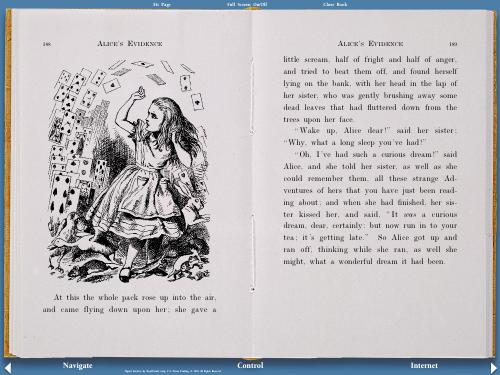 Fit Page
Full Screen On/Off
Close Book
188
ALICE'S EVIDENCE
At this the whole pack rose up into the air,
and came flying down upon her; she gave a
ALICE'S EVIDENCE
189
little scream, half of fright and half of anger,
and tried to beat them off, and found herself
lying on the bank, with her head in the lap of
her sister, who was gently brushing away some
dead leaves that had fluttered down from the
trees upon her face.
"Wake up, Alice dear!" said her sister;
"Why, what a long sleep you've had!"
"Oh, I've had such a curious dream!" said
Alice, and she told her sister, as well as she
could remember them, all these strange Ad-
ventures of hers that you have just been read-
ing about; and when she had finished, her sis-
ter kissed her, and said, "It was a curious
dream, dear, certainly: but now run in to your
tea; it's getting late." So Alice got up and
ran off, thinking while she ran, as well she
might, what a wonderful dream it had been.
Navigate
Control
Internet